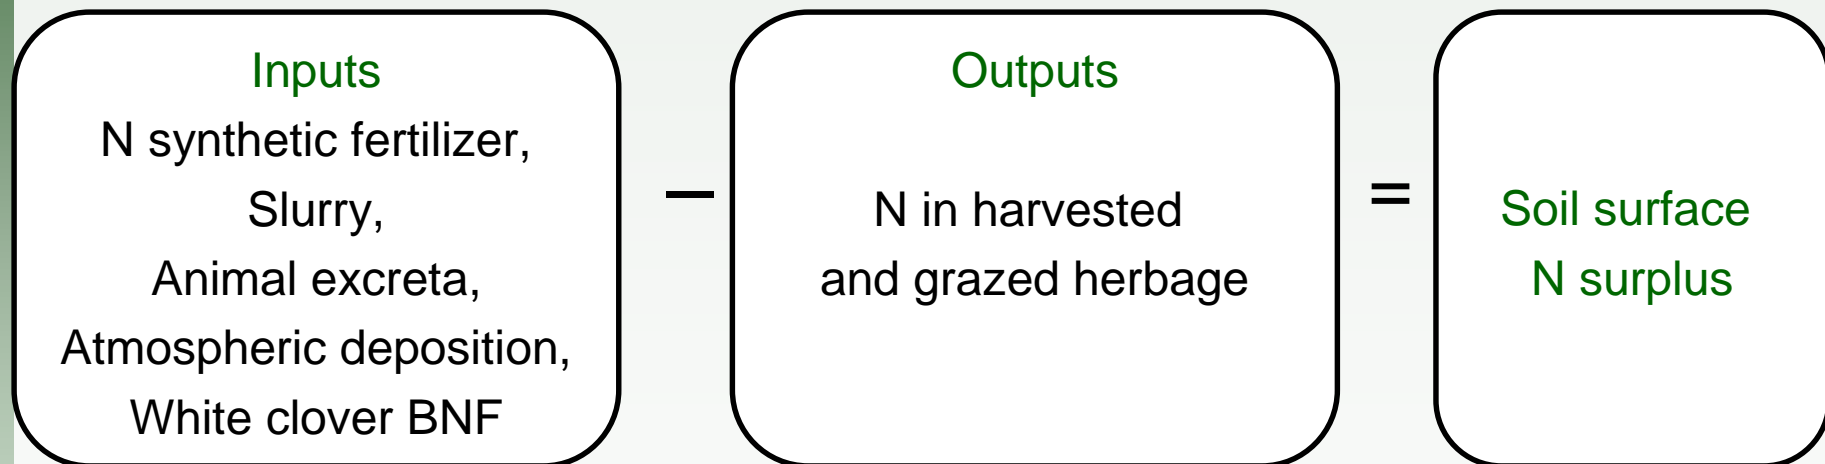 Inputs
N synthetic fertilizer,
Slurry,
Animal excreta,
Atmospheric deposition,
White clover BNF
–
Outputs
N in harvested
and grazed herbage
=
Soil surface
N surplus